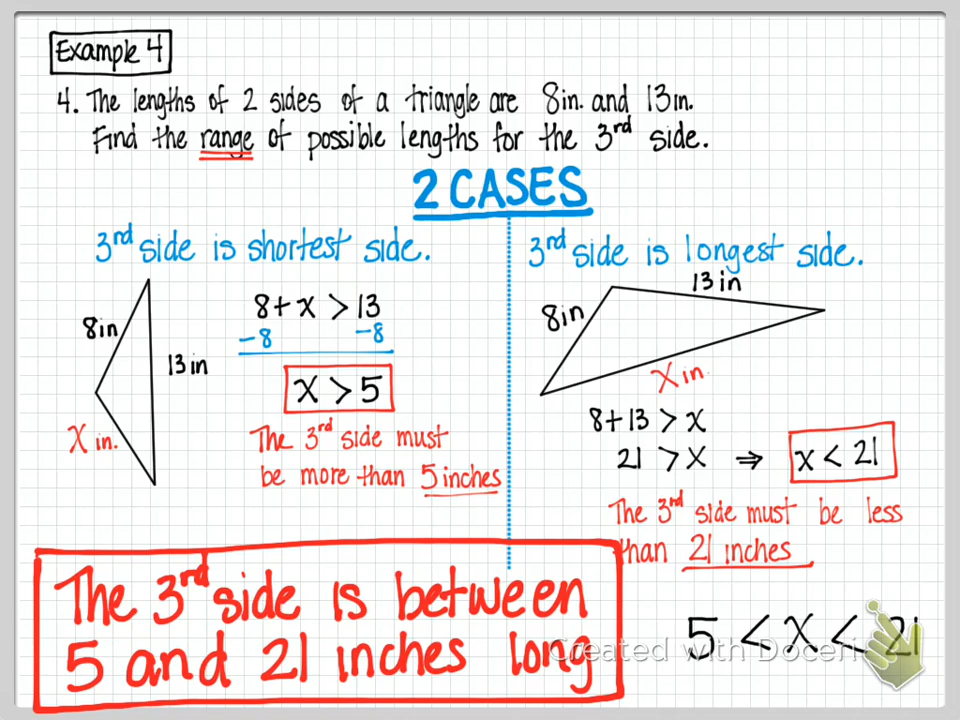 Example 4
4. The lengths of 2 sides of a triangle are 8in. and 13in.
Find the range of possible lengths for the 3rd side.
2 CASES
3rd side is shortest side.
8in
13in
x in.
8 + x > 13
-8 -8
x > 5
The 3rd side must
be more than 5 inches
3rd side is longest side.
8in
13in
x in.
8 + 13 > x
21 > x ⇒ x < 21
The 3rd side must be less
than 21 inches
The 3rd side is between
5 and 21 inches long
5 < x < 21
Created with Doceri